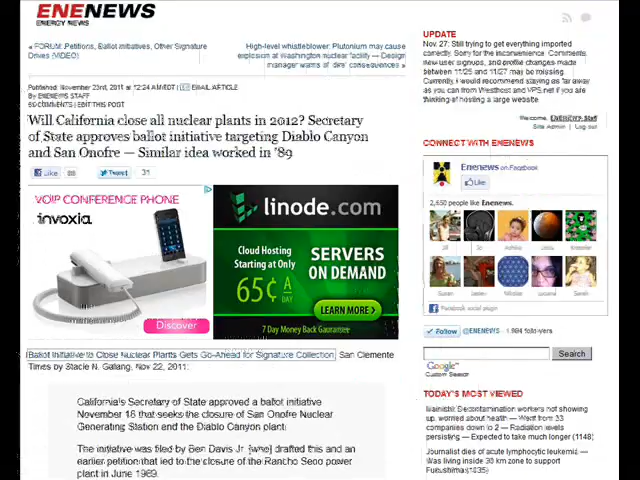 ENENEWS
ENERGY NEWS
« FORUM: Petitions, Ballot Initiatives, Other Signature
Drives (VIDEO)
High-level whistleblower: Plutonium may cause
explosion at Washington nuclear facility — Design
manager warns of 'dire' consequences »
Published: November 23rd, 2011 at 12:24 AM EDT | EMAIL ARTICLE
By ENENEWS STAFF
COMMENTS | EDIT THIS POST
Will California close all nuclear plants in 2012? Secretary
of State approves ballot initiative targeting Diablo Canyon
and San Onofre — Similar idea worked in '89
Like
Tweet
31
VOIP CONFERENCE PHONE
invoxia
Discover
linode.com
Cloud Hosting
Starting at Only
65¢ A DAY
SERVERS
ON DEMAND
LEARN MORE
7 Day Money Back Guarantee
Ballot Initiative to Close Nuclear Plants Gets Go-Ahead for Signature Collection, San Clemente
Times by Stacie N. Galang, Nov 22, 2011:
California's Secretary of State approved a ballot initiative
November 18 that seeks the closure of San Onofre Nuclear
Generating Station and the Diablo Canyon plant.
The initiative was filed by Ben Davis Jr. [who] drafted this and an
earlier petition that led to the closure of the Rancho Seco power
plant in June 1989.
UPDATE
Nov. 27: Still trying to get everything imported
correctly. Sorry for the inconvenience. Comments,
new user signups, and profile changes made
between 11/25 and 11/27 may be missing.
Currently, I would recommend staying as far away
as you can from Westhost and VPS.net if you are
thinking of hosting a large website
Welcome, ENENEWS Staff
Site Admin | Log out
CONNECT WITH ENENEWS
Enenews on Facebook
Like
people like Enenews.
Facebook social plugin
Follow @ENENEWS followers
Search
Google
Custom Search
TODAY'S MOST VIEWED
Mainichi: Decontamination workers not showing
up, worried about health — Went from 33
companies down to 2 — Radiation levels
persisting — Expected to take much longer (1148)
Journalist dies of acute lymphocytic leukemia —
Was living inside 30 km zone to support
Fukushima (1035)